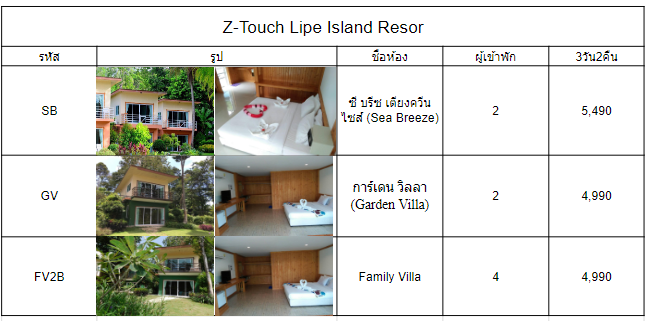 Z-Touch Lipe Island Resor
รหัส รูป ชื่อห้อง ผู้เข้าพัก 3วัน2คืน
SB ซี บรีซ เตียงควีน ไซส์ (Sea Breeze) 2 5,490
GV การ์เดน วิลลา (Garden Villa) 2 4,990
FV2B Family Villa 4 4,990